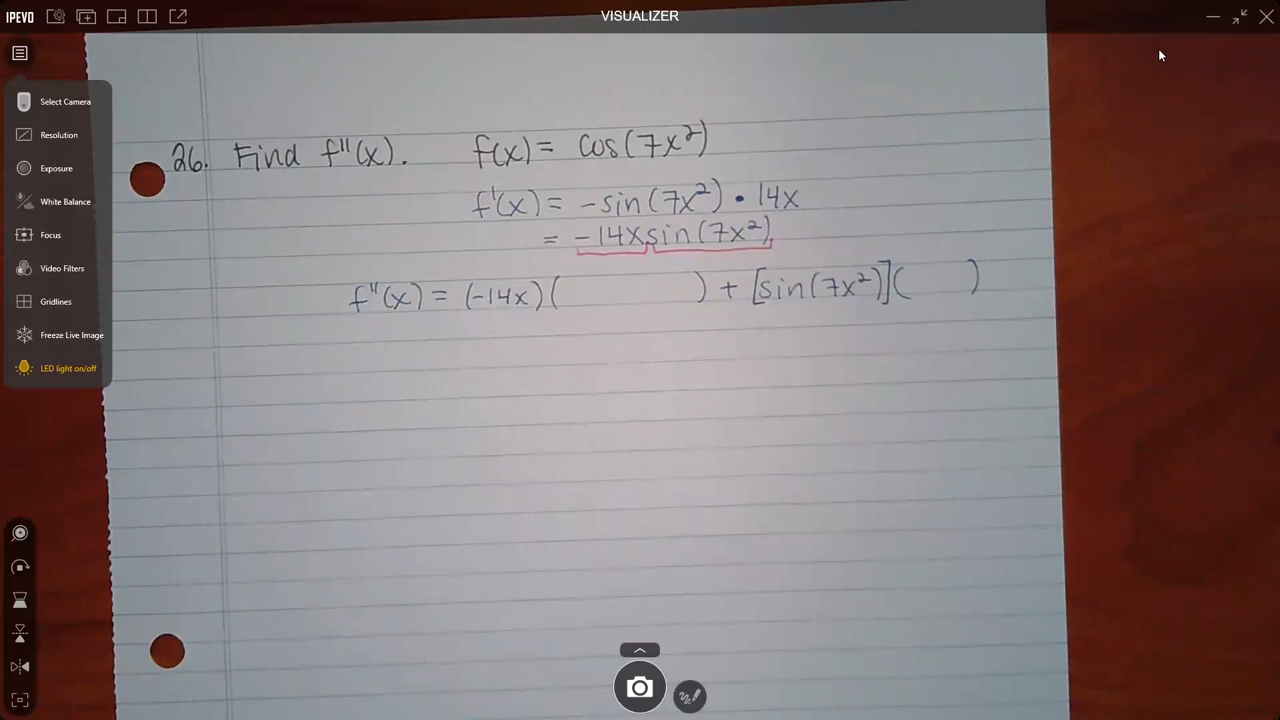 IPEVO
VISUALIZER
Select Camera
Resolution
Exposure
White Balance
Focus
Video Filters
Gridlines
Freeze Live Image
LED light on/off
26. Find f''(x). f(x) = cos(7x²)
f'(x) = -sin(7x²) • 14x
= -14x sin(7x²)
f''(x) = (-14x)( ) + [sin(7x²)]( )